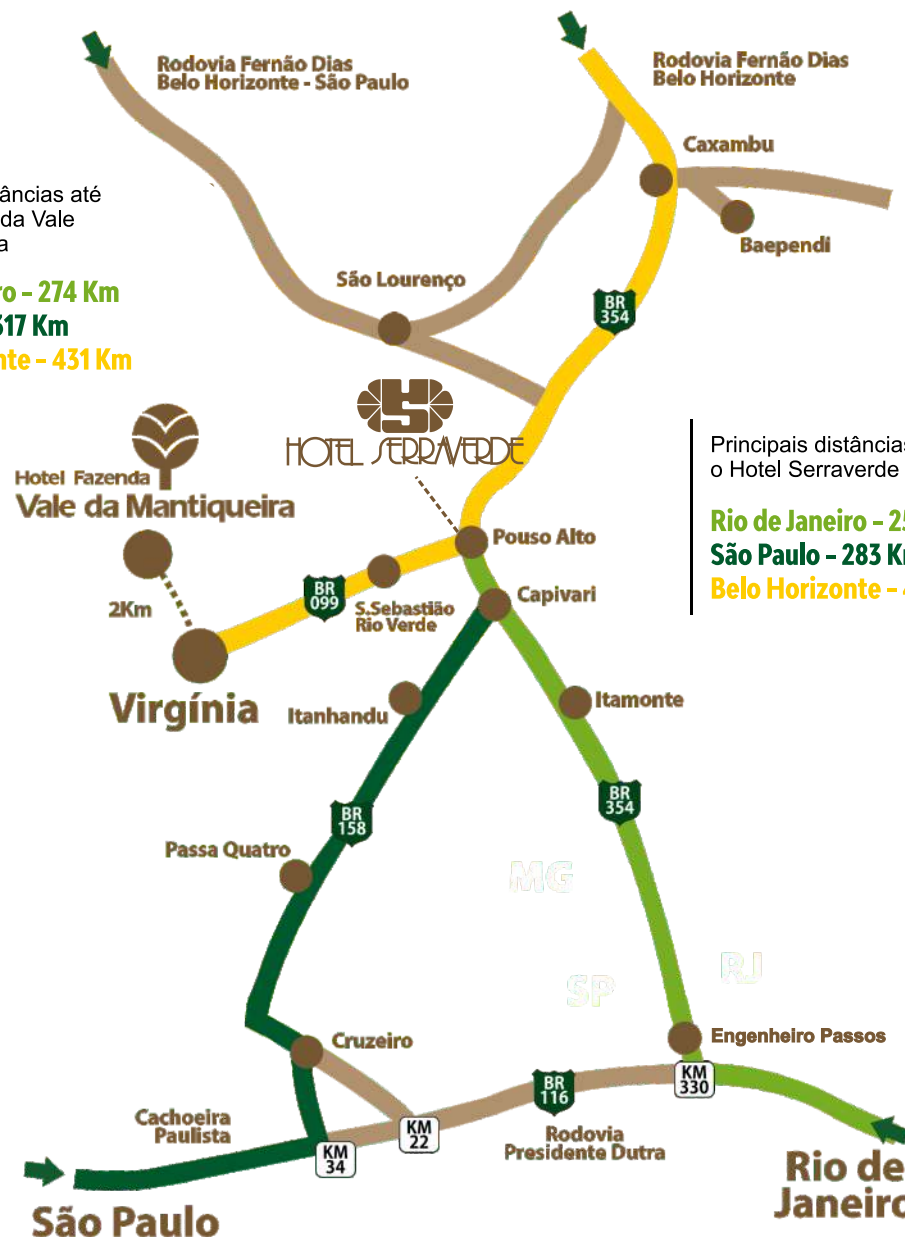 Rodovia Fernão Dias
Belo Horizonte - São Paulo
Rodovia Fernão Dias
Belo Horizonte
Caxambu
Baependi
âncias até
da Vale
a
ro - 274 Km
317 Km
nte - 431 Km
São Lourenço
BR
354
HOTEL SERRAVERDE
Hotel Fazenda
Vale da Mantiqueira
Principais distâncias
o Hotel Serraverde
Rio de Janeiro - 25
São Paulo - 283 K
Belo Horizonte - 4
Pouso Alto
2Km
BR
099
S.Sebastião
Rio Verde
Capivari
Virgínia
Itanhandu
Itamonte
BR
158
BR
354
Passa Quatro
MG
RJ
SP
Cruzeiro
Engenheiro Passos
KM
330
BR
116
Cachoeira
Paulista
KM
22
KM
34
Rodovia
Presidente Dutra
São Paulo
Rio de
Janeiro